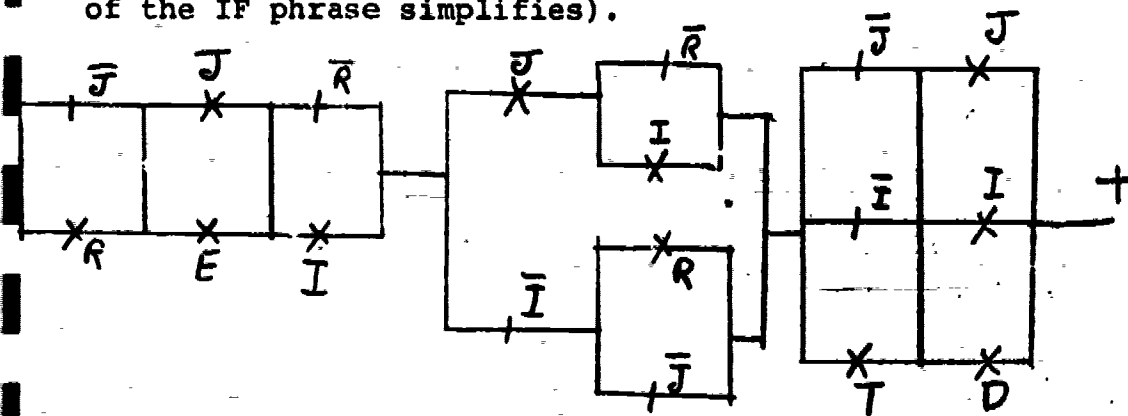 of the IF phrase simplifies).
J̄ J R̄ J R̄ J̄ J
I
Ī I +
R E I Ī R
J̄ T D